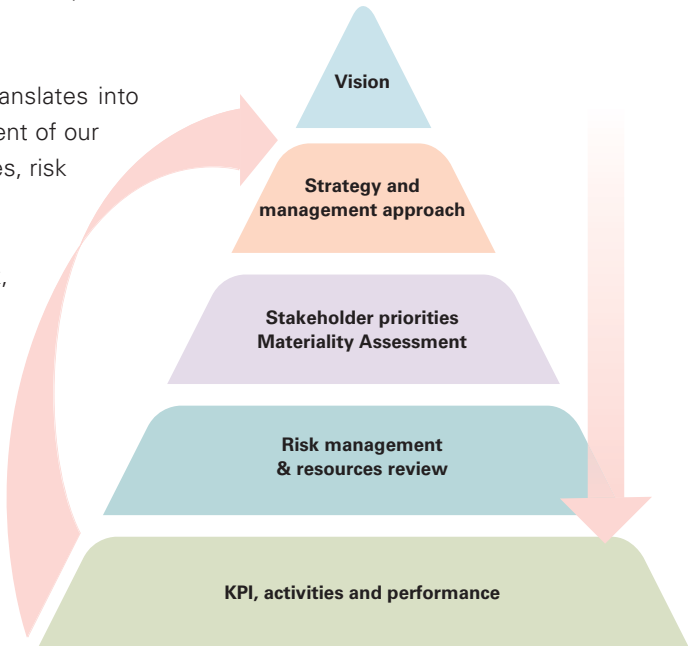 Vision
translates into
ent of our
es, risk
Strategy and
management approach
Stakeholder priorities
Materiality Assessment
Risk management
& resources review
KPI, activities and performance